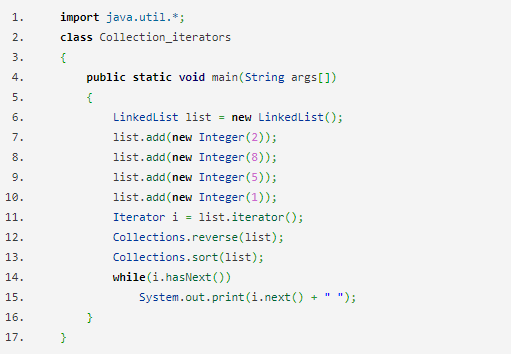 1. import java.util.*;
2. class Collection_iterators
3. {
4. public static void main(String args[])
5. {
6. LinkedList list = new LinkedList();
7. list.add(new Integer(2));
8. list.add(new Integer(8));
9. list.add(new Integer(5));
10. list.add(new Integer(1));
11. Iterator i = list.iterator();
12. Collections.reverse(list);
13. Collections.sort(list);
14. while(i.hasNext())
15. System.out.print(i.next() + " ");
16. }
17. }